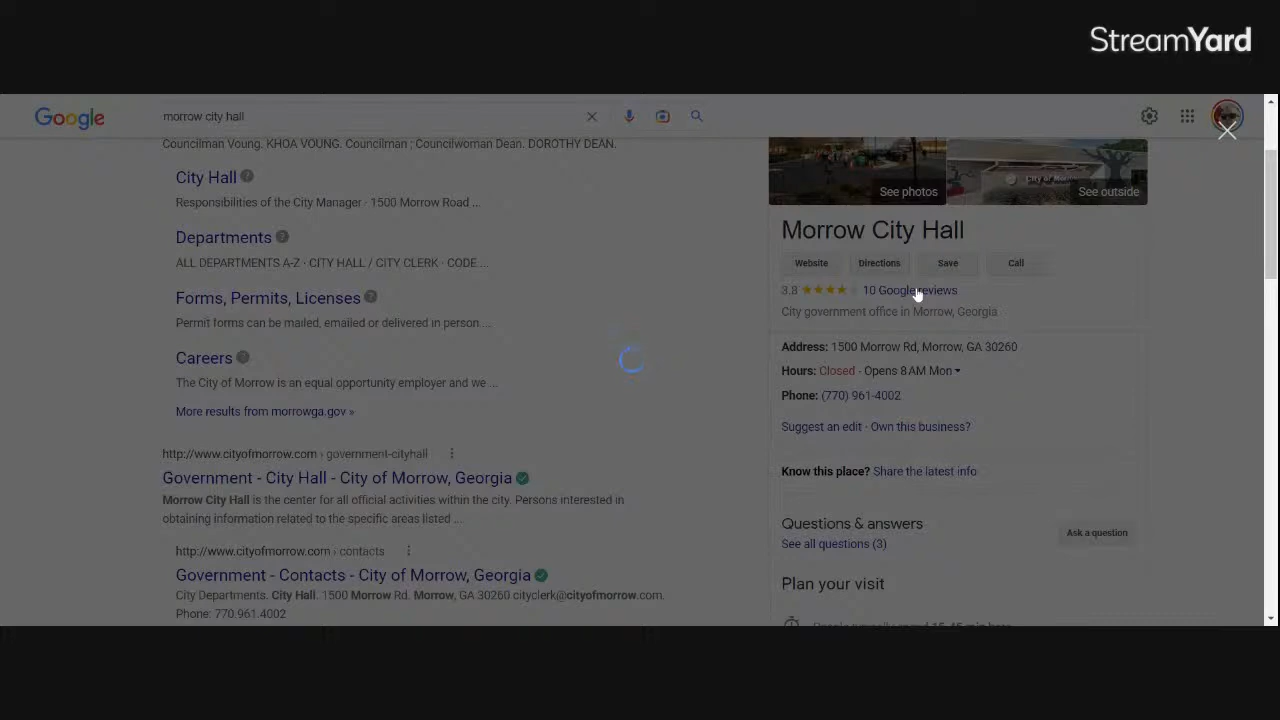 StreamYard
Google
morrow city hall
Councilman Voung. KHOA VOUNG. Councilman ; Councilwoman Dean. DOROTHY DEAN.
City Hall
Responsibilities of the City Manager · 1500 Morrow Road ...
Departments
ALL DEPARTMENTS A-Z · CITY HALL / CITY CLERK · CODE ...
Forms, Permits, Licenses
Permit forms can be mailed, emailed or delivered in person ...
Careers
The City of Morrow is an equal opportunity employer and we ...
More results from morrowga.gov »
http://www.cityofmorrow.com › government-cityhall
Government - City Hall - City of Morrow, Georgia
Morrow City Hall is the center for all official activities within the city. Persons interested in
obtaining information related to the specific areas listed ...
http://www.cityofmorrow.com › contacts
Government - Contacts - City of Morrow, Georgia
City Departments. City Hall. 1500 Morrow Rd. Morrow, GA 30260 cityclerk@cityofmorrow.com.
Phone: 770.961.4002
See photos
See outside
Morrow City Hall
Website Directions Save Call
3.8 10 Google reviews
City government office in Morrow, Georgia
Address: 1500 Morrow Rd, Morrow, GA 30260
Hours: Closed · Opens 8 AM Mon
Phone: (770) 961-4002
Suggest an edit · Own this business?
Know this place? Share the latest info
Questions & answers
See all questions (3)
Ask a question
Plan your visit
People typically spend 15-45 min here